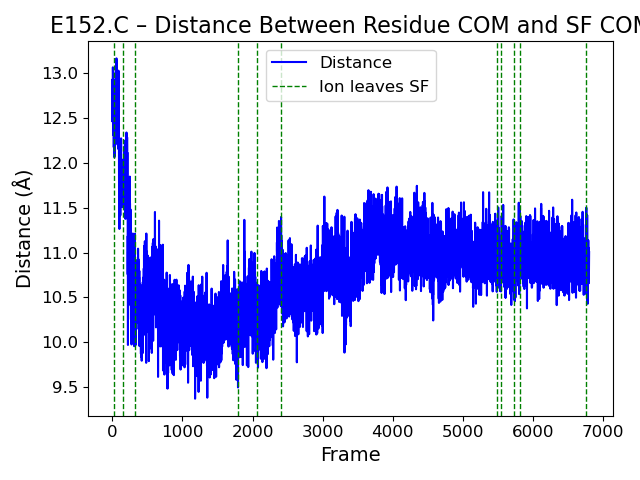 E152.C – Distance Between Residue COM and SF COM
Distance
Ion leaves SF
Distance (Å)
13.0
12.5
12.0
11.5
11.0
10.5
10.0
9.5
0 1000 2000 3000 4000 5000 6000 7000
Frame